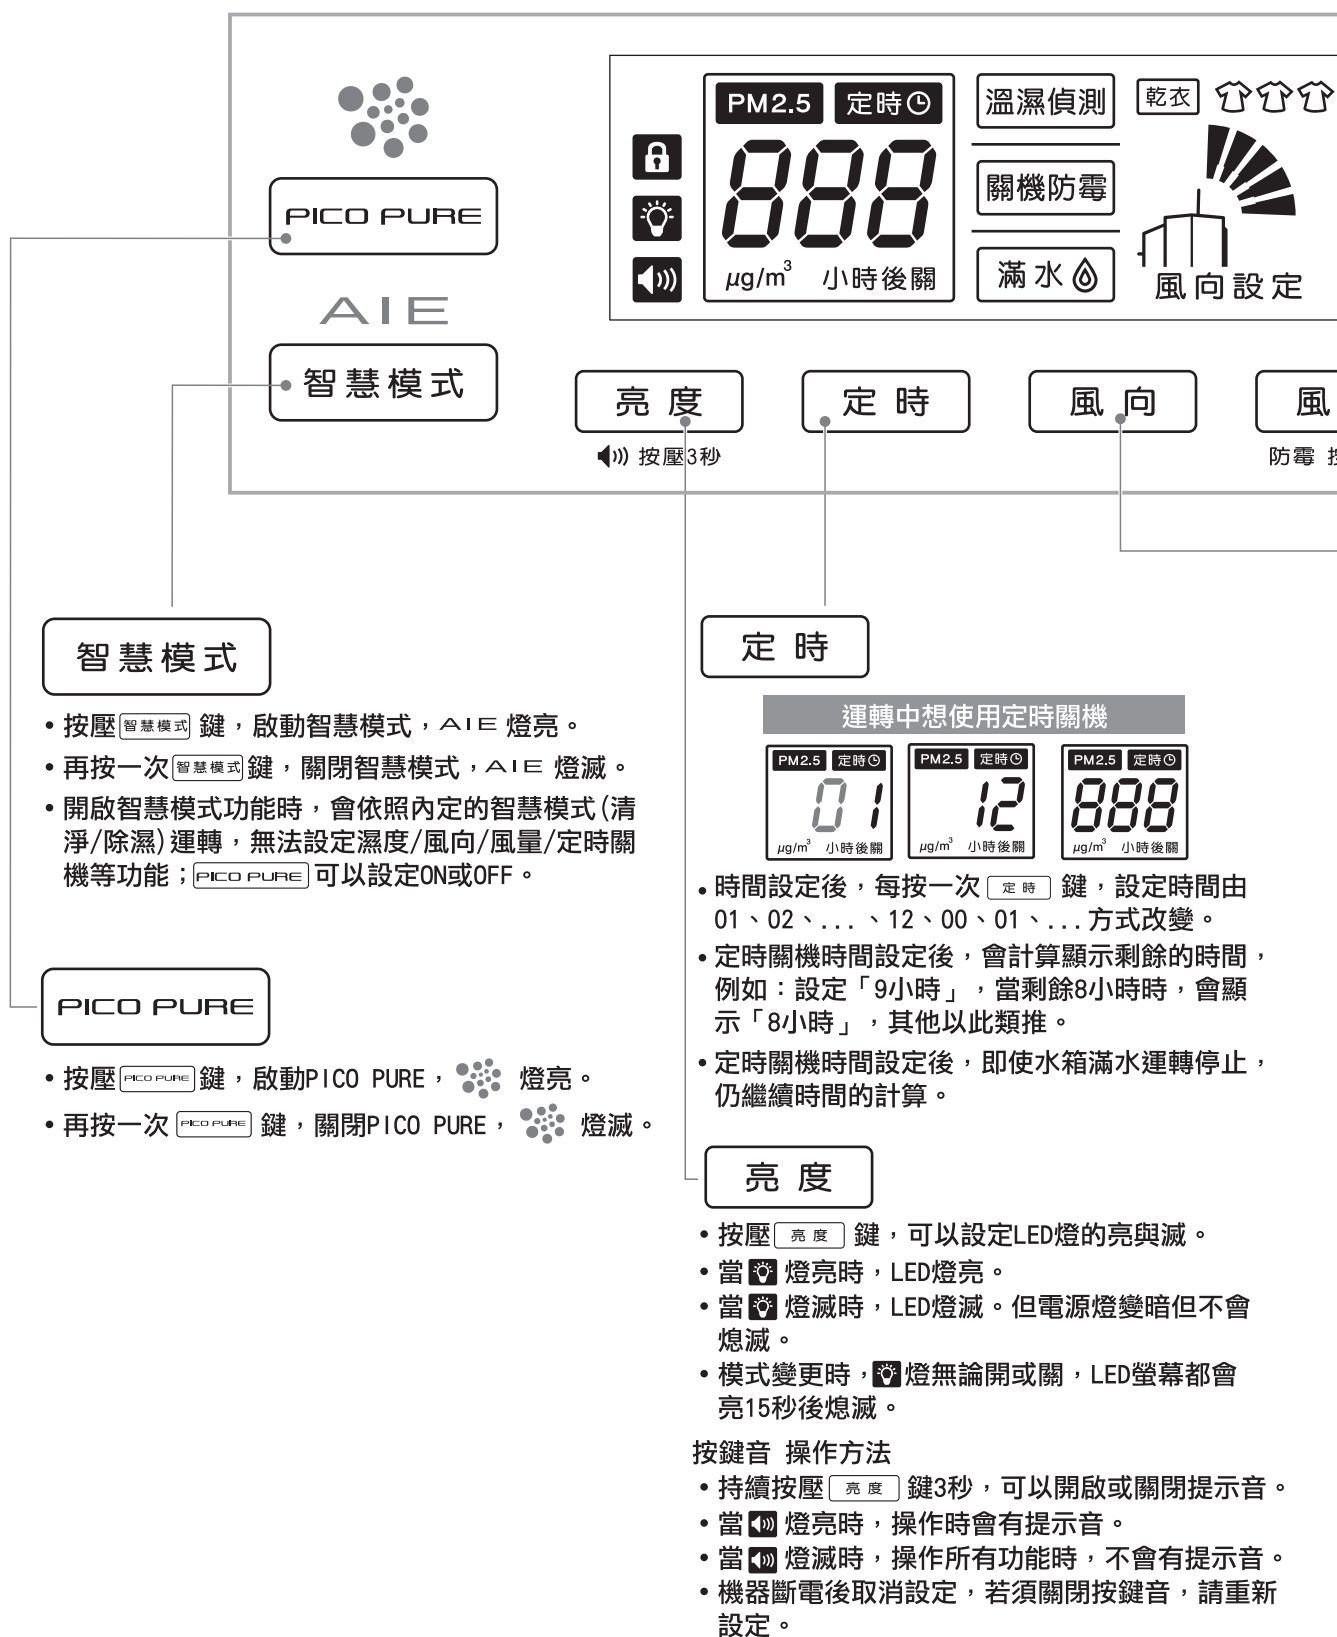 PM2.5 定時
溫濕偵測
乾衣
888
關機防霉
PICO PURE
μg/m³ 小時後關
滿水
風向設定
AIE
智慧模式
亮度
定時
風向
風
按壓3秒
防霉
智慧模式
•按壓 智慧模式 鍵，啟動智慧模式，AIE 燈亮。
•再按一次 智慧模式 鍵，關閉智慧模式，AIE 燈滅。
•開啟智慧模式功能時，會依照內定的智慧模式(清
淨/除濕)運轉，無法設定濕度/風向/風量/定時關
機等功能；PICO PURE 可以設定ON或OFF。
PICO PURE
•按壓 PICO PURE 鍵，啟動PICO PURE， 燈亮。
•再按一次 PICO PURE 鍵，關閉PICO PURE， 燈滅。
定時
運轉中想使用定時關機
PM2.5 定時 PM2.5 定時 PM2.5 定時
01 12 888
μg/m³ 小時後關 μg/m³ 小時後關 μg/m³ 小時後關
•時間設定後，每按一次 定時 鍵，設定時間由
01、02、...、12、00、01、...方式改變。
•定時關機時間設定後，會計算顯示剩餘的時間，
例如：設定「9小時」，當剩餘8小時時，會顯
示「8小時」，其他以此類推。
•定時關機時間設定後，即使水箱滿水運轉停止，
仍繼續時間的計算。
亮度
•按壓 亮度 鍵，可以設定LED燈的亮與滅。
•當 燈亮時，LED燈亮。
•當 燈滅時，LED燈滅。但電源燈變暗但不會
熄滅。
•模式變更時， 燈無論開或關，LED螢幕都會
亮15秒後熄滅。
按鍵音 操作方法
•持續按壓 亮度 鍵3秒，可以開啟或關閉提示音。
•當 燈亮時，操作時會有提示音。
•當 燈滅時，操作所有功能時，不會有提示音。
•機器斷電後取消設定，若須關閉按鍵音，請重新
設定。